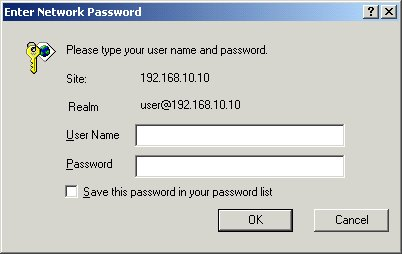 Enter Network Password
Please type your user name and password.
Site: 192.168.10.10
Realm user@192.168.10.10
User Name
Password
Save this password in your password list
OK Cancel